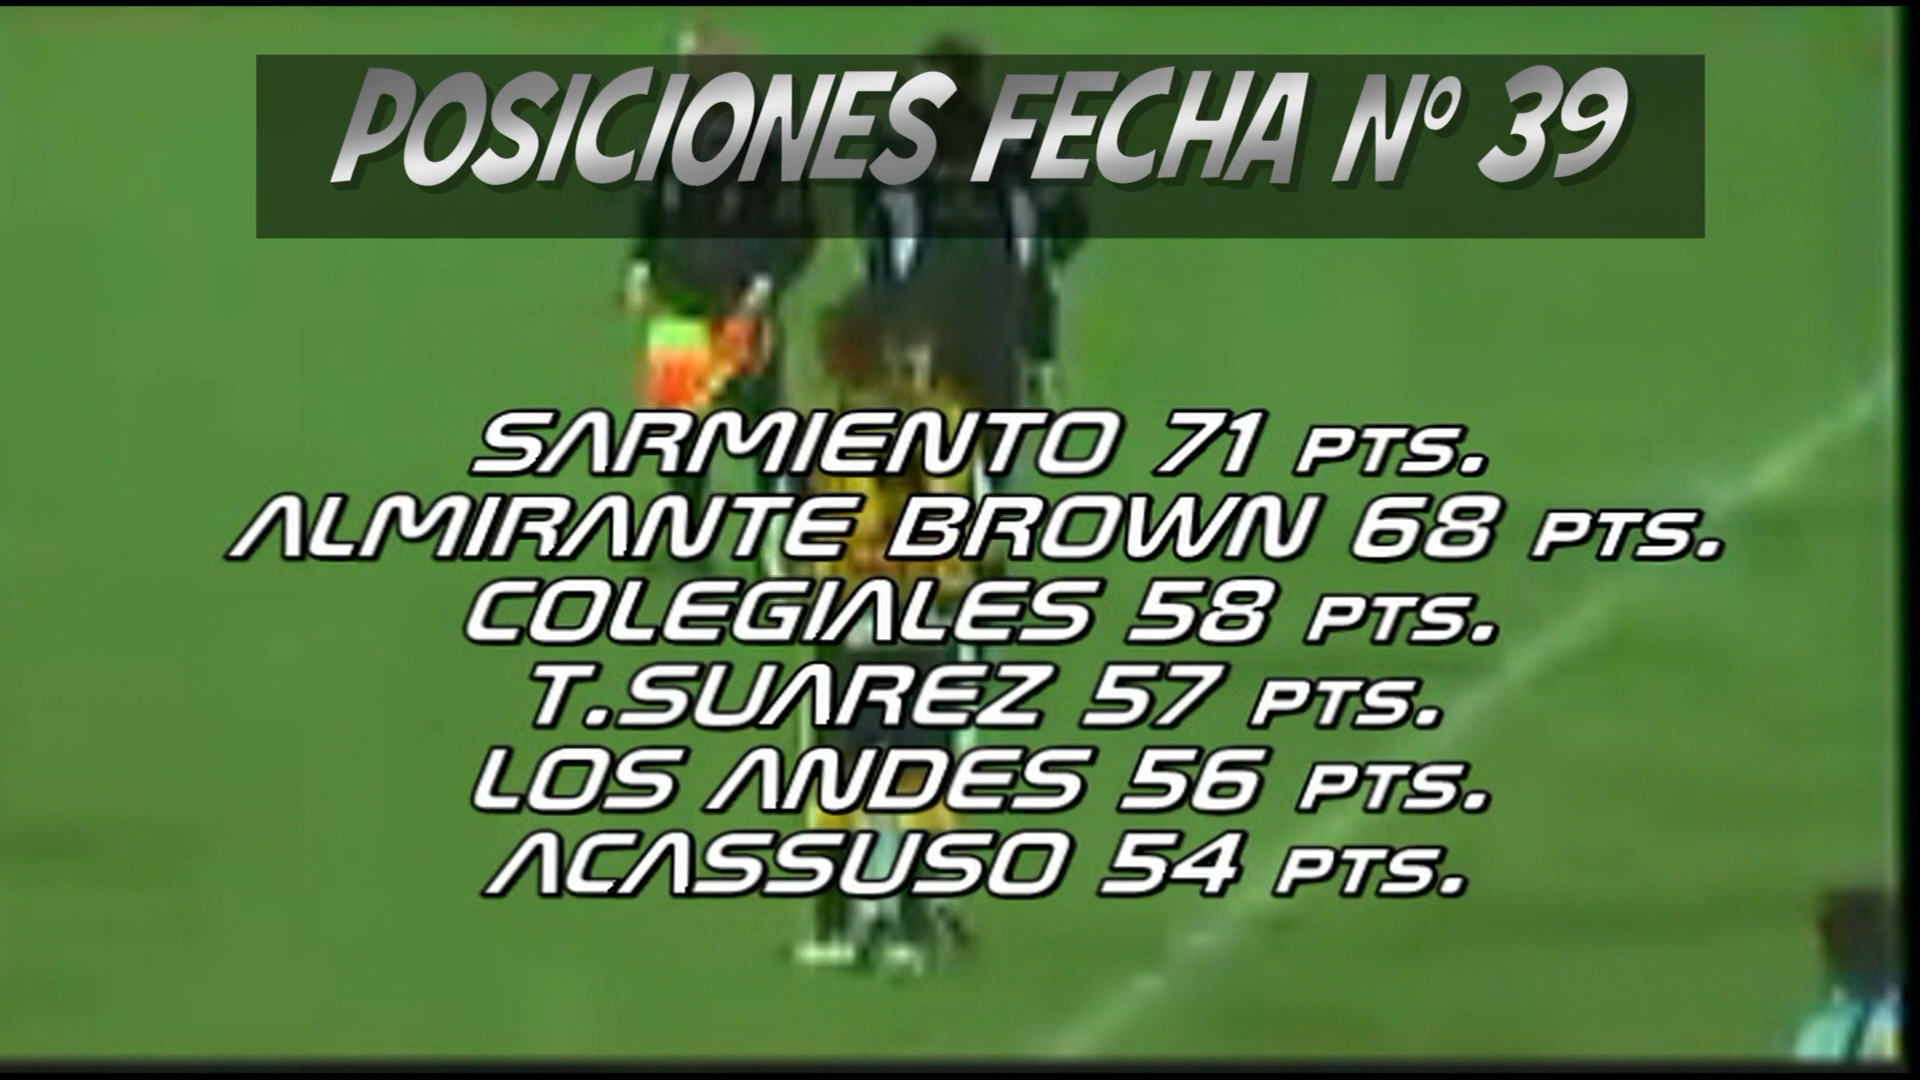 POSICIONES FECHA Nº 39
SARMIENTO 71 PTS.
ALMIRANTE BROWN 68 PTS.
COLEGIALES 58 PTS.
T.SUAREZ 57 PTS.
LOS ANDES 56 PTS.
ACASSUSO 54 PTS.